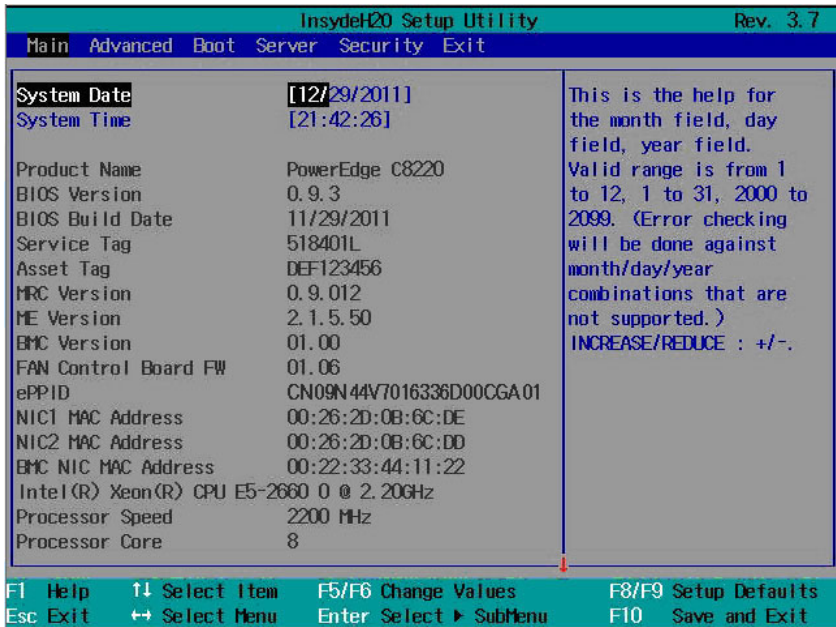 InsydeH2O Setup Utility Rev. 3.7
Main Advanced Boot Server Security Exit
System Date [12/29/2011]
System Time [21:42:26]
Product Name PowerEdge C8220
BIOS Version 0.9.3
BIOS Build Date 11/29/2011
Service Tag 518401L
Asset Tag DEF123456
MRC Version 0.9.012
ME Version 2.1.5.50
BMC Version 01.00
FAN Control Board FW 01.06
ePPID CN09N44V7016336D00CGA01
NIC1 MAC Address 00:26:2D:0B:6C:DE
NIC2 MAC Address 00:26:2D:0B:6C:DD
BMC NIC MAC Address 00:22:33:44:11:22
Intel(R) Xeon(R) CPU E5-2660 0 @ 2.20GHz
Processor Speed 2200 MHz
Processor Core 8
This is the help for
the month field, day
field, year field.
Valid range is from 1
to 12, 1 to 31, 2000 to
2099. (Error checking
will be done against
month/day/year
combinations that are
not supported.)
INCREASE/REDUCE : +/-.
F1 Help ↑↓ Select Item F5/F6 Change Values F8/F9 Setup Defaults
Esc Exit ↔ Select Menu Enter Select ▶ SubMenu F10 Save and Exit